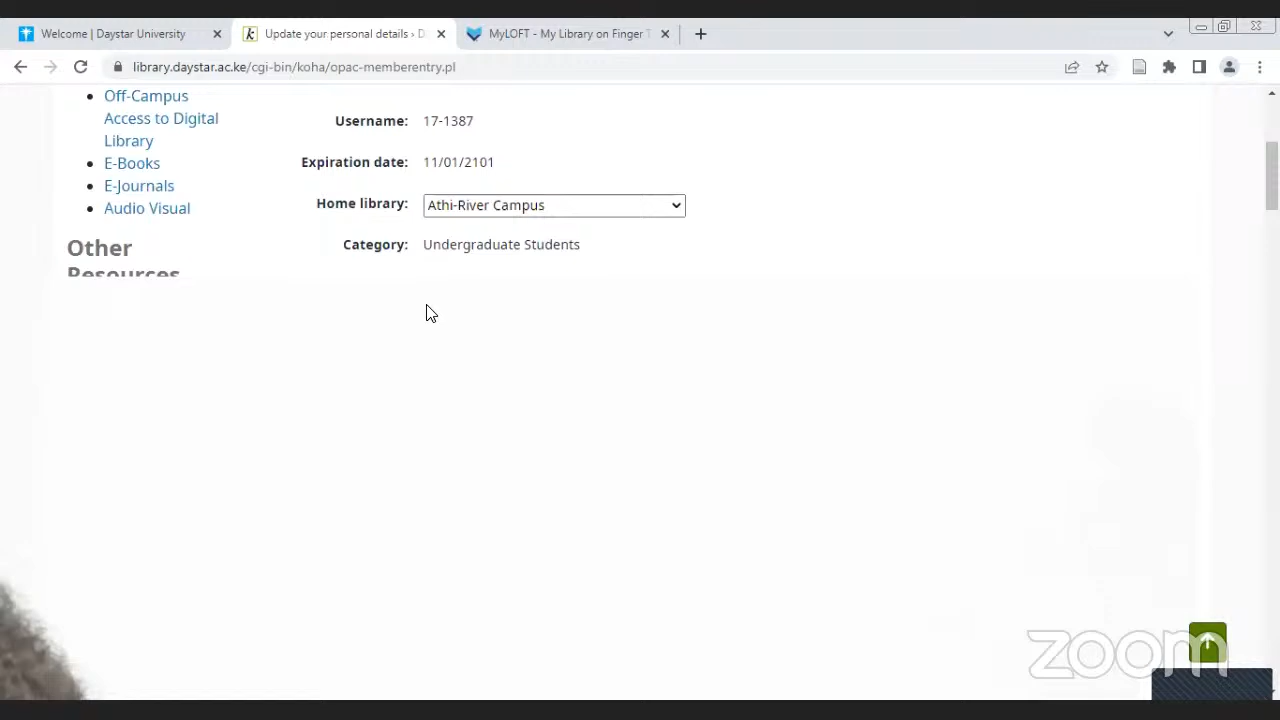 Welcome | Daystar University
Update your personal details › D
MyLOFT - My Library on Finger T
library.daystar.ac.ke/cgi-bin/koha/opac-memberentry.pl
Off-Campus
Access to Digital
Library
E-Books
E-Journals
Audio Visual
Other
Resources
Username: 17-1387
Expiration date: 11/01/2101
Home library: Athi-River Campus
Category: Undergraduate Students
zoom